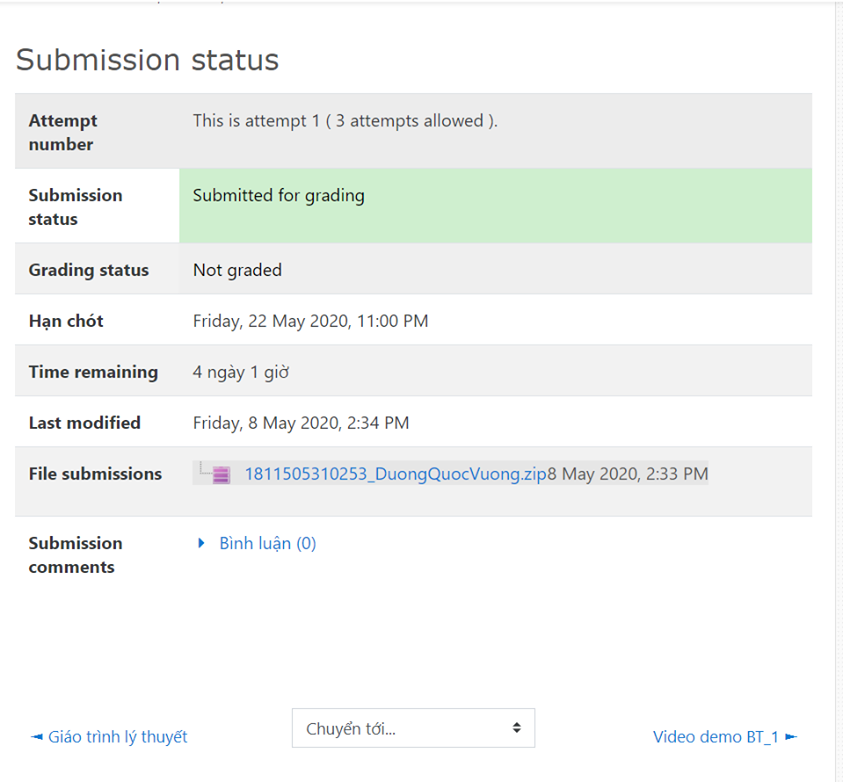 Submission status
Attempt number
This is attempt 1 ( 3 attempts allowed ).
Submission status
Submitted for grading
Grading status
Not graded
Hạn chót
Friday, 22 May 2020, 11:00 PM
Time remaining
4 ngày 1 giờ
Last modified
Friday, 8 May 2020, 2:34 PM
File submissions
1811505310253_DuongQuocVuong.zip8 May 2020, 2:33 PM
Submission comments
Bình luận (0)
◄ Giáo trình lý thuyết
Chuyển tới...
Video demo BT_1 ►